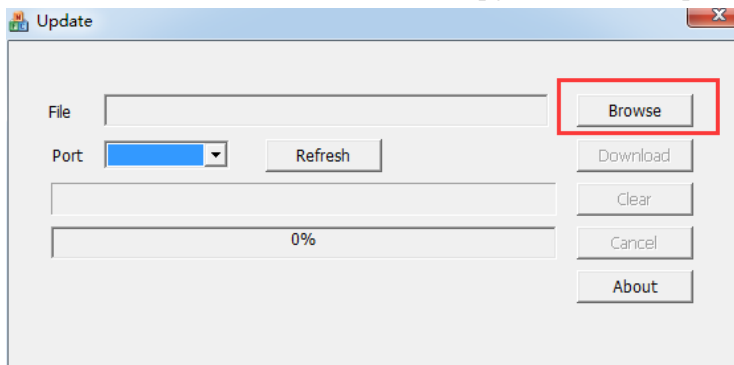 Update
File
Browse
Port
Refresh
Download
Clear
0%
Cancel
About